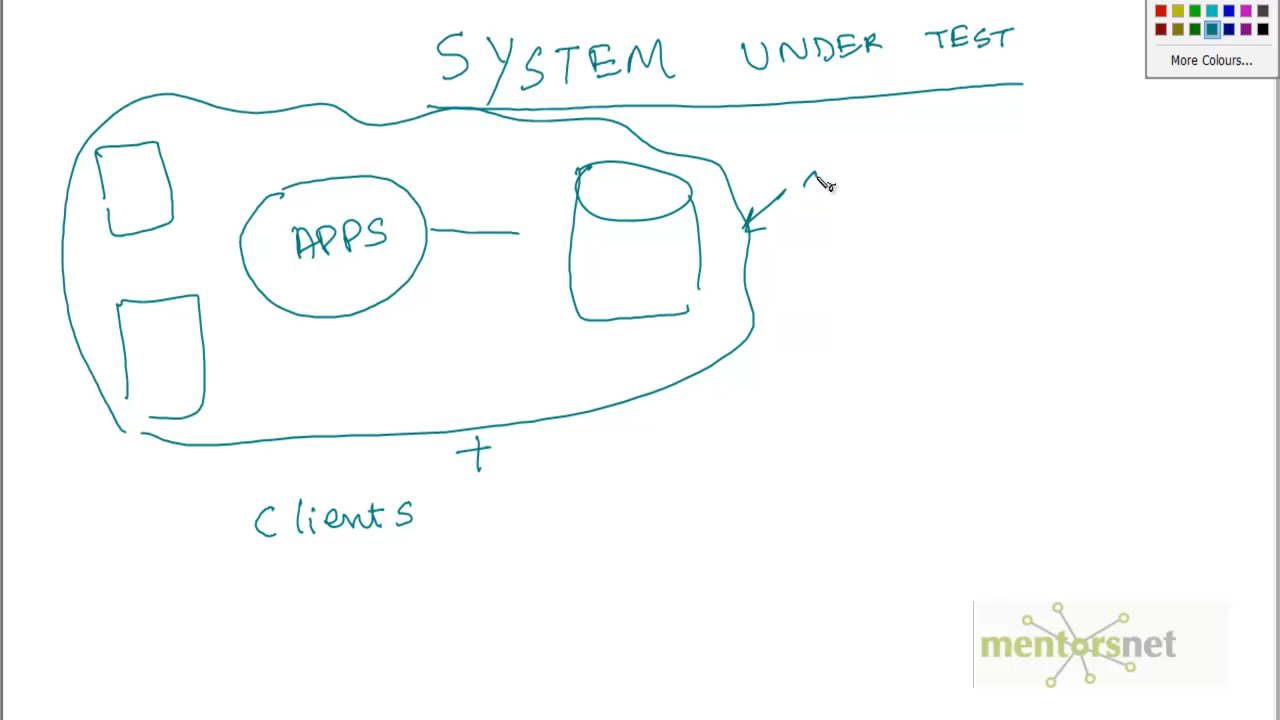 SYSTEM UNDER TEST
More Colours...
APPS
+
Clients
mentorsnet